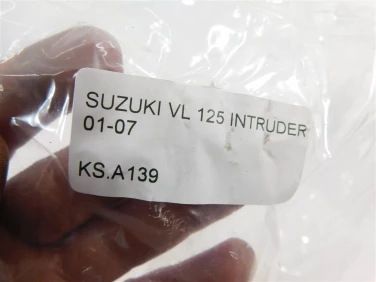 SUZUKI VL 125 INTRUDER
01-07
KS.A139